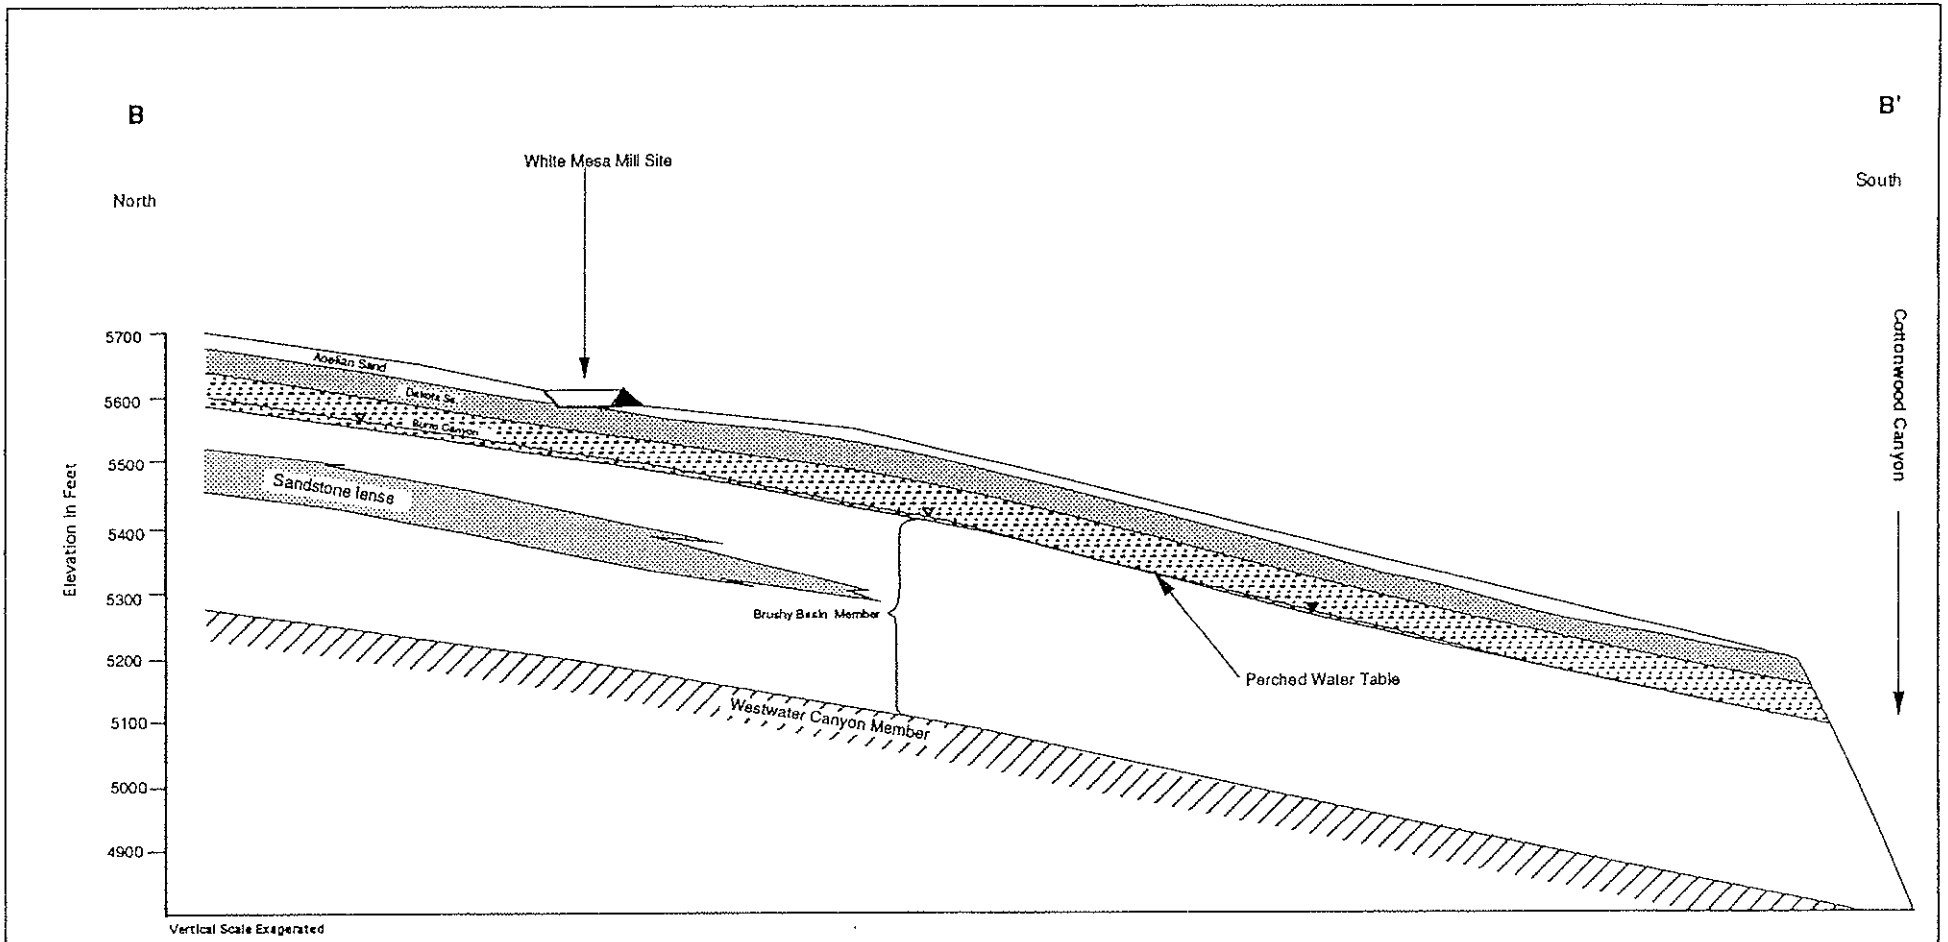 B
B'
White Mesa Mill Site
North
South
Cottonwood Canyon
5700
Aoelian Sand
5600
Dakota Ss.
Burro Canyon
5500
Sandstone lense
5400
Elevation In Feet
5300
Brushy Basin Member
5200
Perched Water Table
5100
Westwater Canyon Member
5000
4900
Vertical Scale Exagerated